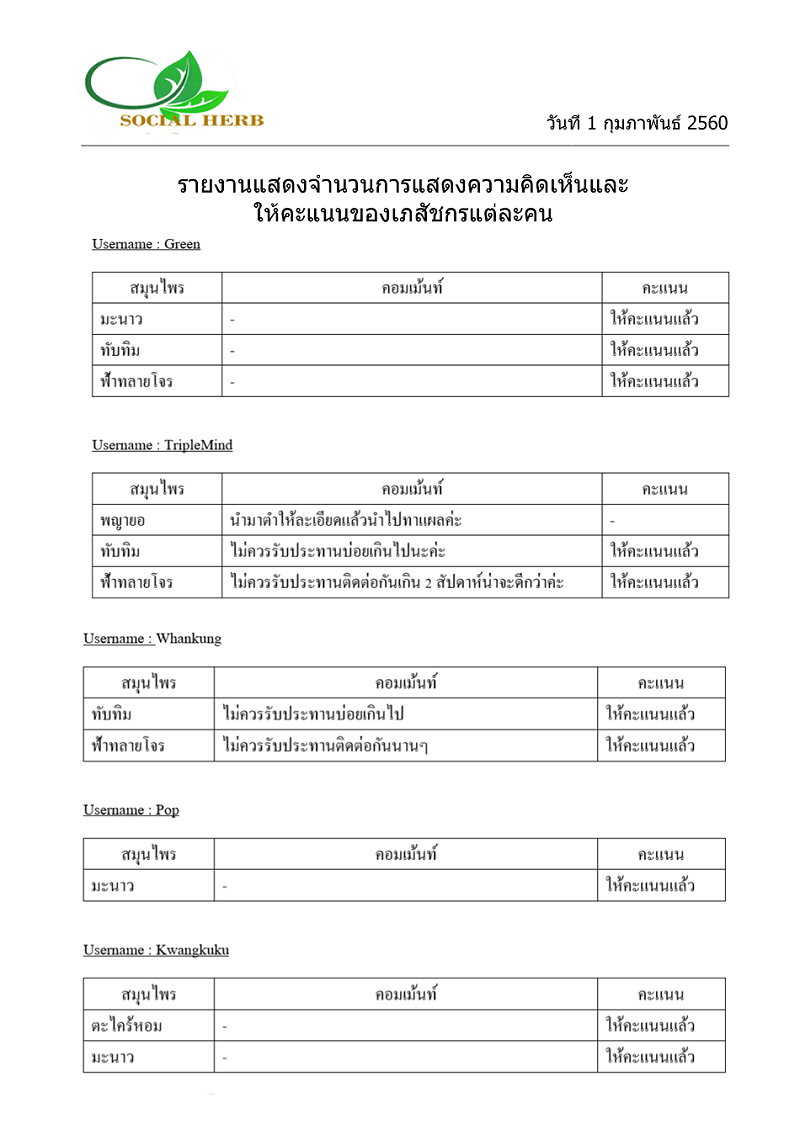 SOCIAL HERB
วันที่ 1 กุมภาพันธ์ 2560
รายงานแสดงจำนวนการแสดงความคิดเห็นและ
ให้คะแนนของเภสัชกรแต่ละคน
Username : Green
สมุนไพร คอมเม้นท์ คะแนน
มะนาว - ให้คะแนนแล้ว
ทับทิม - ให้คะแนนแล้ว
ฟ้าทลายโจร - ให้คะแนนแล้ว
Username : TripleMind
สมุนไพร คอมเม้นท์ คะแนน
พญายอ นำมาตำให้ละเอียดแล้วนำไปทาแผลค่ะ -
ทับทิม ไม่ควรรับประทานบ่อยเกินไปนะค่ะ ให้คะแนนแล้ว
ฟ้าทลายโจร ไม่ควรรับประทานติดต่อกันเกิน 2 สัปดาห์น่าจะดีกว่าค่ะ ให้คะแนนแล้ว
Username : Whankung
สมุนไพร คอมเม้นท์ คะแนน
ทับทิม ไม่ควรรับประทานบ่อยเกินไป ให้คะแนนแล้ว
ฟ้าทลายโจร ไม่ควรรับประทานติดต่อกันนานๆ ให้คะแนนแล้ว
Username : Pop
สมุนไพร คอมเม้นท์ คะแนน
มะนาว - ให้คะแนนแล้ว
Username : Kwangkuku
สมุนไพร คอมเม้นท์ คะแนน
ตะไคร้หอม - ให้คะแนนแล้ว
มะนาว - ให้คะแนนแล้ว